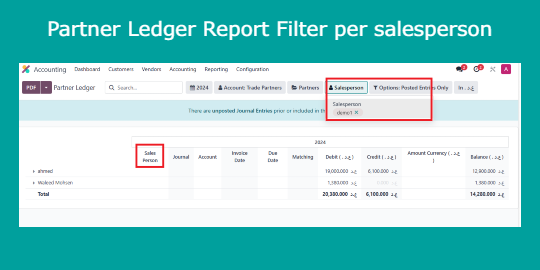 Partner Ledger Report Filter per salesperson
Accounting Dashboard Customers Vendors Accounting Reporting Configuration
PDF Partner Ledger Search... 2024 Account: Trade Partners Partners Salesperson Options: Posted Entries Only In .ع.د
Salesperson
demo1 ×
There are unposted Journal Entries prior or included in th
2024
Sales Person Journal Account Invoice Date Due Date Matching Debit (ع.د.) Credit (ع.د.) Amount Currency (ع.د.) Balance (ع.د.)
ahmed 19,000.000 ع.د 6,100.000 ع.د 12,900.000 ع.د
Waleed Mohsen 1,380.000 ع.د 1,380.000 ع.د
Total 20,380.000 ع.د 6,100.000 ع.د 14,280.000 ع.د